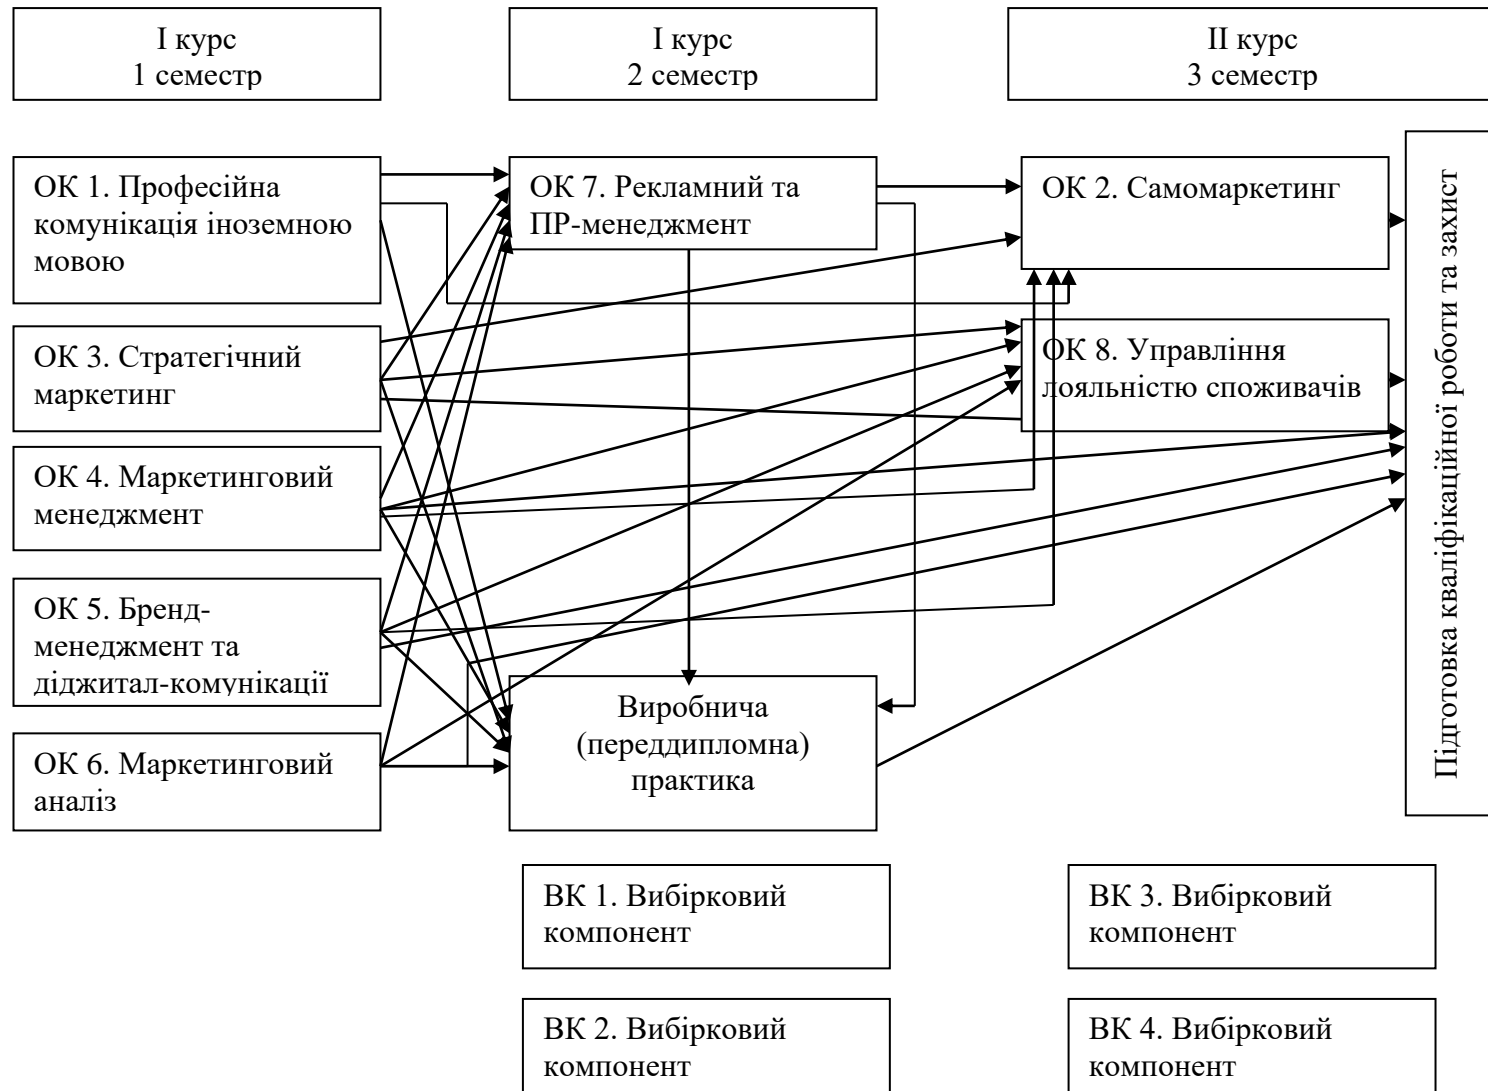 І курс
1 семестр
І курс
2 семестр
ІІ курс
3 семестр
ОК 1. Професійна
комунікація іноземною
мовою
ОК 3. Стратегічний
маркетинг
ОК 4. Маркетинговий
менеджмент
ОК 5. Бренд-
менеджмент та
діджитал-комунікації
ОК 6. Маркетинговий
аналіз
ОК 7. Рекламний та
ПР-менеджмент
Виробнича
(переддипломна)
практика
ОК 2. Самомаркетинг
ОК 8. Управління
лояльністю споживачів
Підготовка кваліфікаційної роботи та захист
ВК 1. Вибірковий
компонент
ВК 3. Вибірковий
компонент
ВК 2. Вибірковий
компонент
ВК 4. Вибірковий
компонент